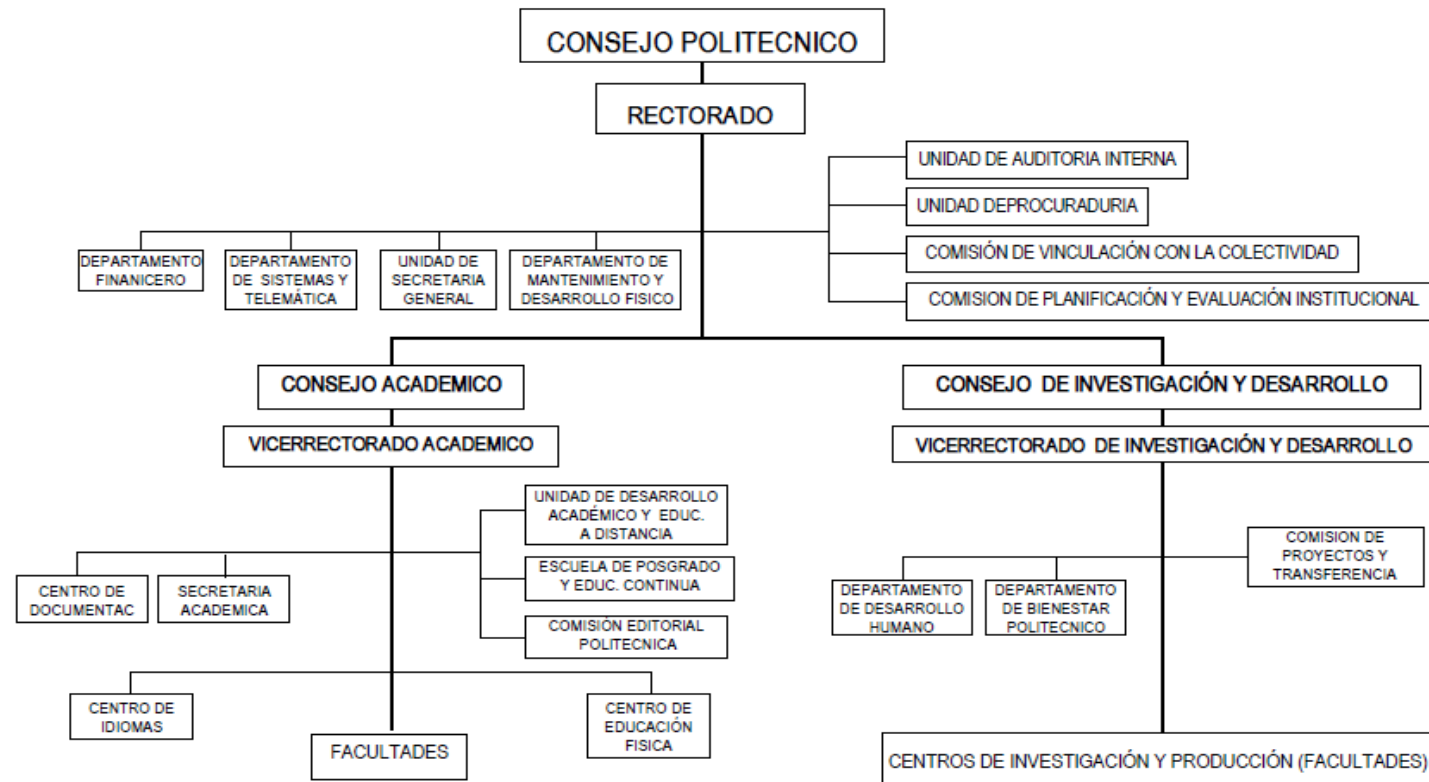 CONSEJO POLITECNICO
RECTORADO
UNIDAD DE AUDITORIA INTERNA
UNIDAD DEPROCURADURIA
COMISIÓN DE VINCULACIÓN CON LA COLECTIVIDAD
COMISION DE PLANIFICACIÓN Y EVALUACIÓN INSTITUCIONAL
DEPARTAMENTO
FINANICERO
DEPARTAMENTO
DE SISTEMAS Y
TELEMÁTICA
UNIDAD DE
SECRETARIA
GENERAL
DEPARTAMENTO DE
MANTENIMIENTO Y
DESARROLLO FISICO
CONSEJO ACADEMICO
VICERRECTORADO ACADEMICO
UNIDAD DE DESARROLLO
ACADÉMICO Y EDUC.
A DISTANCIA
ESCUELA DE POSGRADO
Y EDUC. CONTINUA
COMISIÓN EDITORIAL
POLITECNICA
CENTRO DE
DOCUMENTAC
SECRETARIA
ACADEMICA
CENTRO DE
IDIOMAS
FACULTADES
CENTRO DE
EDUCACIÓN
FISICA
CONSEJO DE INVESTIGACIÓN Y DESARROLLO
VICERRECTORADO DE INVESTIGACIÓN Y DESARROLLO
COMISION DE
PROYECTOS Y
TRANSFERENCIA
DEPARTAMENTO
DE DESARROLLO
HUMANO
DEPARTAMENTO
DE BIENESTAR
POLITECNICO
CENTROS DE INVESTIGACIÓN Y PRODUCCIÓN (FACULTADES)